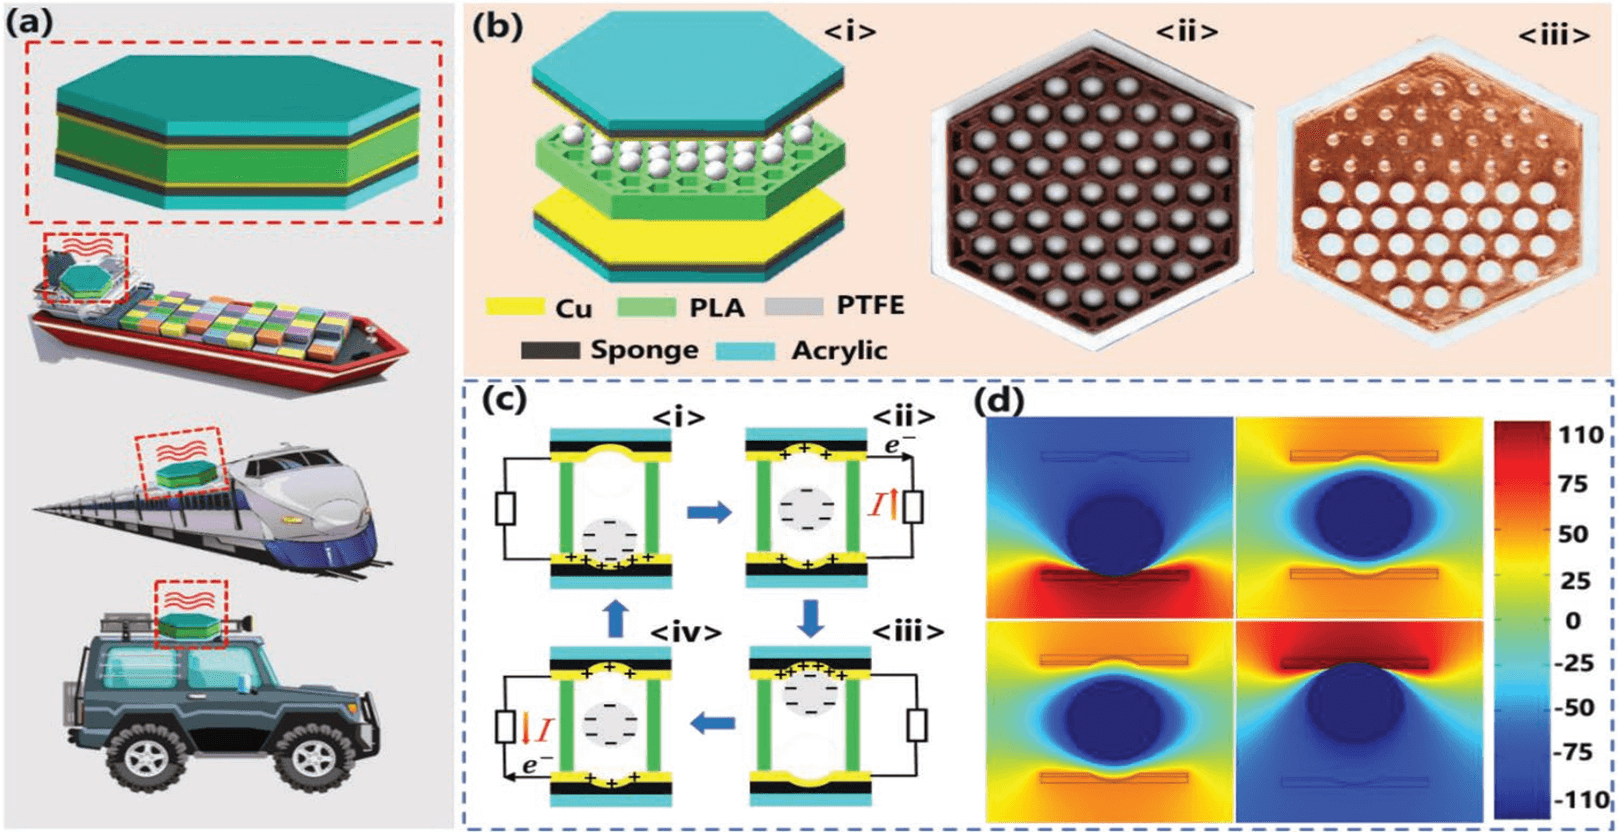 (a)
(b)
<i>
<ii>
<iii>
Cu
PLA
PTFE
Sponge
Acrylic
(c)
<i>
<ii>
e⁻
I
<iv>
<iii>
I
e⁻
(d)
110
75
50
25
0
-25
-50
-75
-110